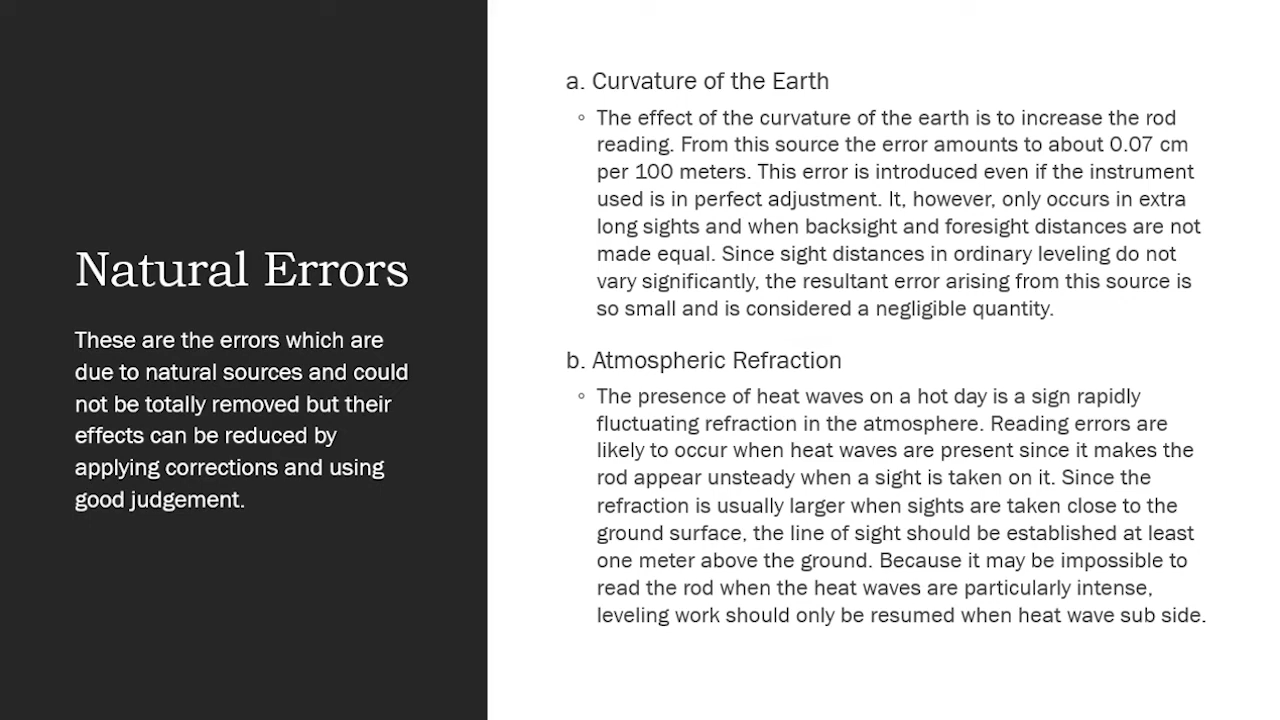 Natural Errors
These are the errors which are
due to natural sources and could
not be totally removed but their
effects can be reduced by
applying corrections and using
good judgement.
a. Curvature of the Earth
◦ The effect of the curvature of the earth is to increase the rod
reading. From this source the error amounts to about 0.07 cm
per 100 meters. This error is introduced even if the instrument
used is in perfect adjustment. It, however, only occurs in extra
long sights and when backsight and foresight distances are not
made equal. Since sight distances in ordinary leveling do not
vary significantly, the resultant error arising from this source is
so small and is considered a negligible quantity.
b. Atmospheric Refraction
◦ The presence of heat waves on a hot day is a sign rapidly
fluctuating refraction in the atmosphere. Reading errors are
likely to occur when heat waves are present since it makes the
rod appear unsteady when a sight is taken on it. Since the
refraction is usually larger when sights are taken close to the
ground surface, the line of sight should be established at least
one meter above the ground. Because it may be impossible to
read the rod when the heat waves are particularly intense,
leveling work should only be resumed when heat wave sub side.